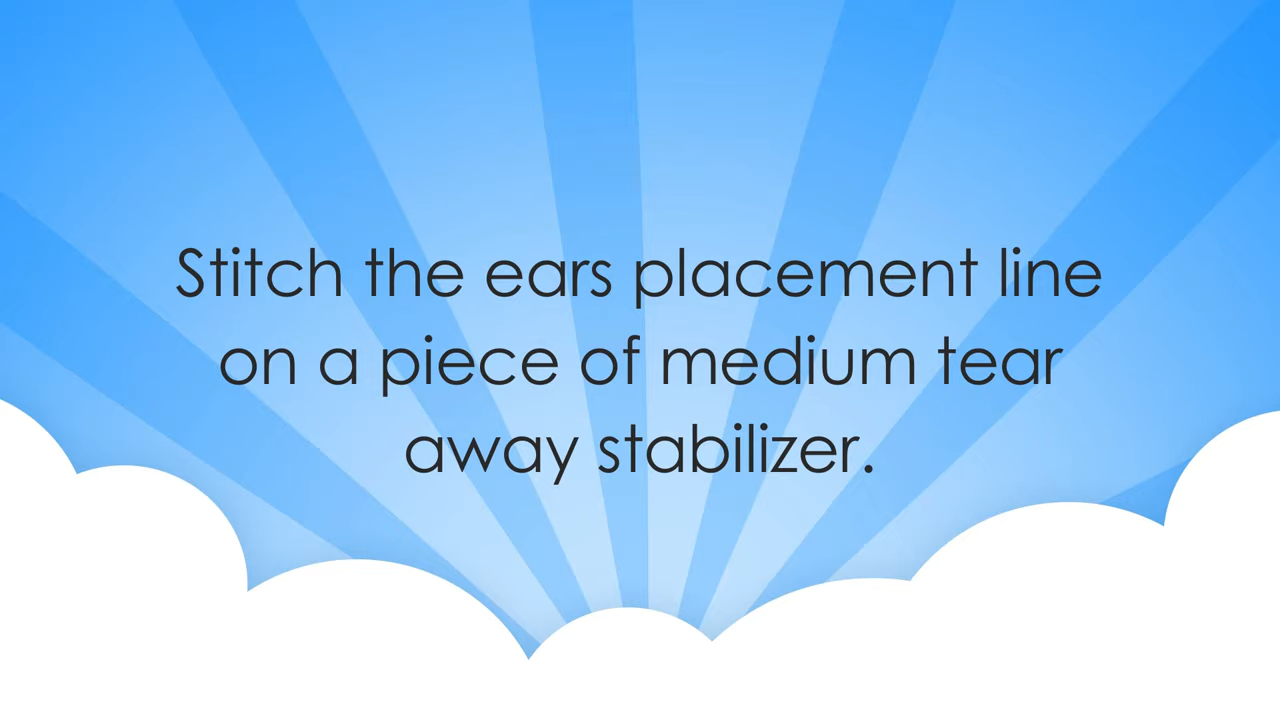 Stitch the ears placement line
on a piece of medium tear
away stabilizer.